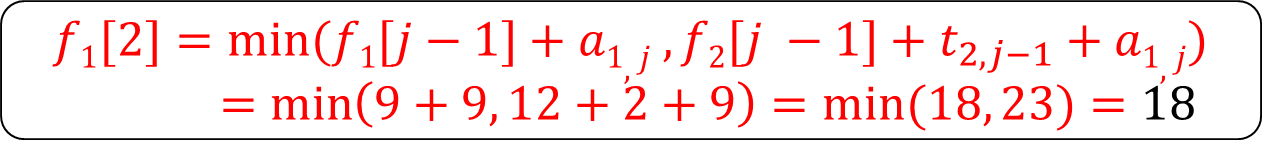 f₁[2] = min(f₁[j − 1] + a₁,ⱼ , f₂[j − 1] + t₂,ⱼ₋₁ + a₁,ⱼ)
= min(9 + 9, 12 + 2 + 9) = min(18, 23) = 18